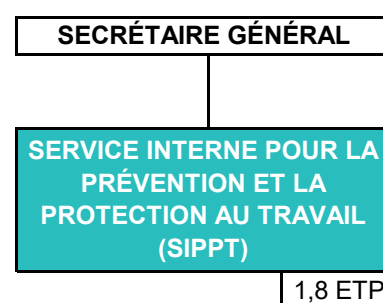 SECRÉTAIRE GÉNÉRAL
SERVICE INTERNE POUR LA
PRÉVENTION ET LA
PROTECTION AU TRAVAIL
(SIPPT)
1,8 ETP